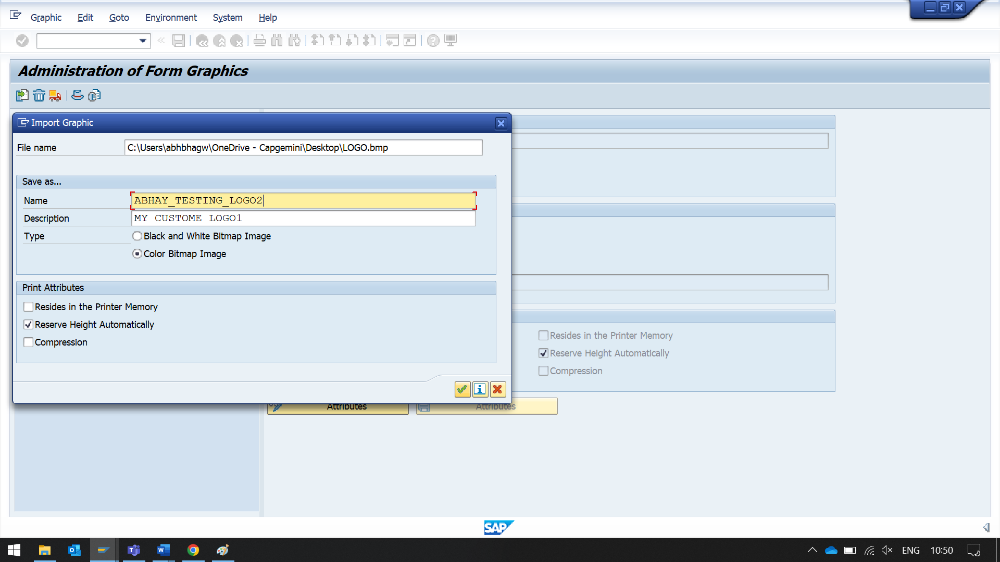 Graphic Edit Goto Environment System Help
Administration of Form Graphics
Import Graphic
File name C:\Users\abhbhagw\OneDrive - Capgemini\Desktop\LOGO.bmp
Save as...
Name ABHAY_TESTING_LOGO2
Description MY CUSTOME LOGO1
Type Black and White Bitmap Image
Color Bitmap Image
Print Attributes
Resides in the Printer Memory
Reserve Height Automatically
Compression
Resides in the Printer Memory
Reserve Height Automatically
Compression
Attributes Attributes
SAP
ENG 10:50